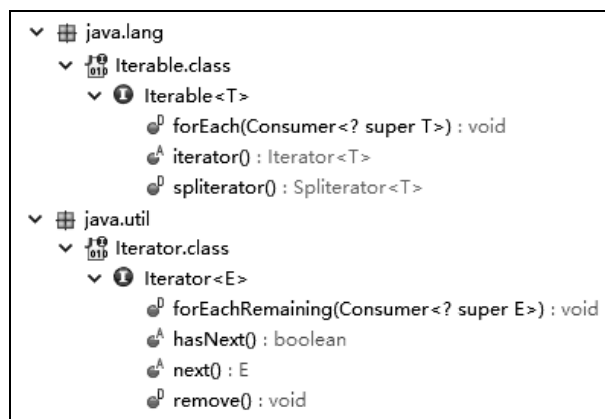 java.lang
Iterable.class
Iterable<T>
forEach(Consumer<? super T>) : void
iterator() : Iterator<T>
spliterator() : Spliterator<T>
java.util
Iterator.class
Iterator<E>
forEachRemaining(Consumer<? super E>) : void
hasNext() : boolean
next() : E
remove() : void